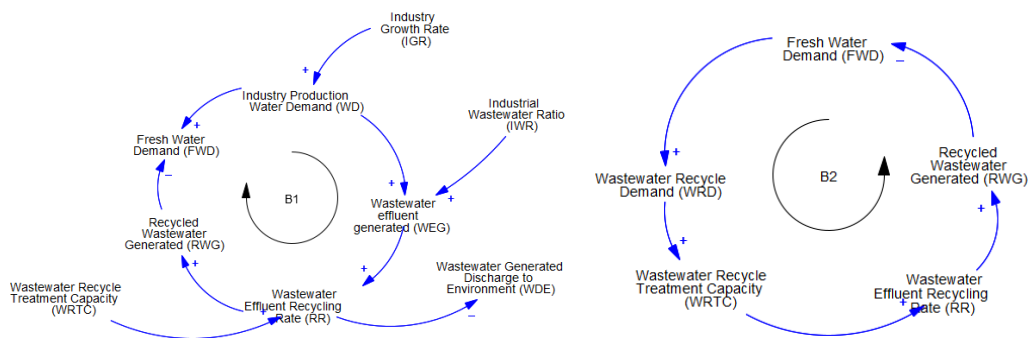 Industry
Growth Rate
(IGR)
+
Industry Production
Water Demand (WD)
Industrial
Wastewater Ratio
(IWR)
+
Fresh Water
Demand (FWD)
–
B1
+
+
Wastewater
effluent
generated (WEG)
Recycled
Wastewater
Generated (RWG)
+
+
Wastewater Generated
Discharge to
Environment (WDE)
–
Wastewater Recycle
Treatment Capacity
(WRTC)
+
Wastewater
Effluent Recycling
Rate (RR)
Fresh Water
Demand (FWD)
–
+
Wastewater Recycle
Demand (WRD)
B2
Recycled
Wastewater
Generated (RWG)
+
+
Wastewater Recycle
Treatment Capacity
(WRTC)
Wastewater
Effluent Recycling
+
Rate (RR)